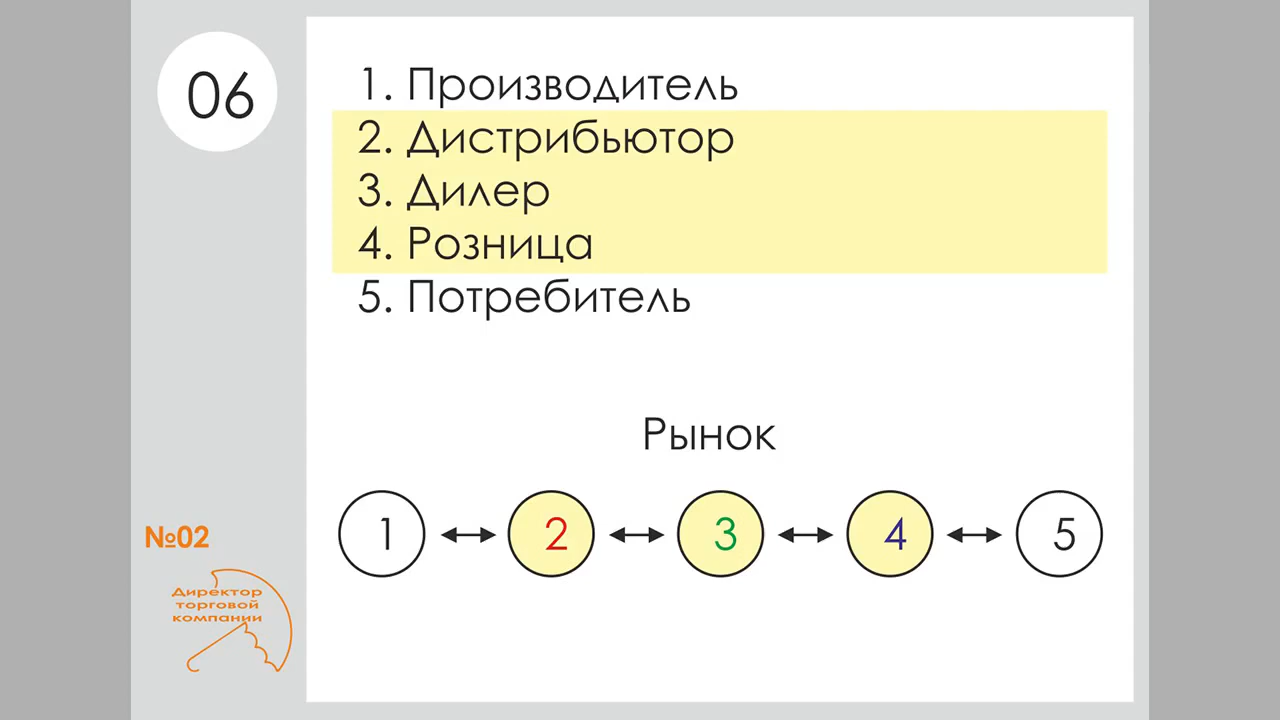 06
1. Производитель
2. Дистрибьютор
3. Дилер
4. Розница
5. Потребитель
Рынок
1 2 3 4 5
№02
Директор
торговой
компании